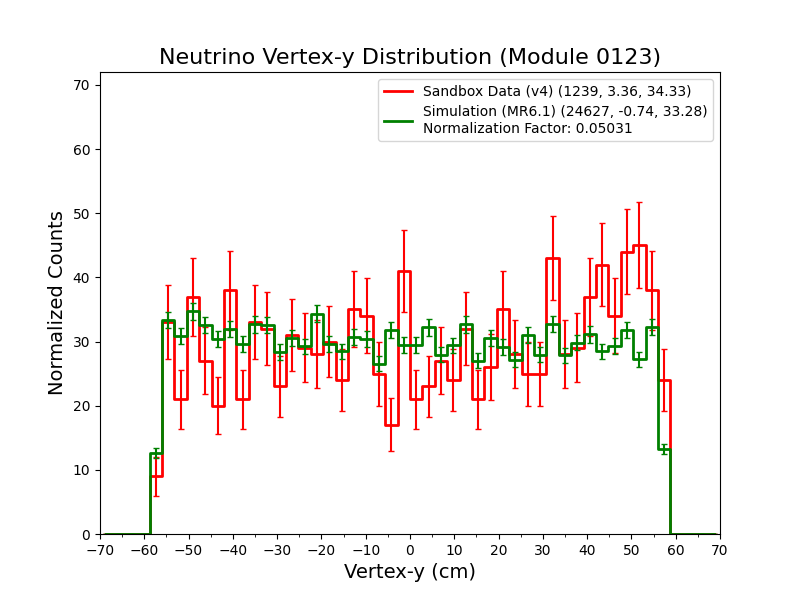 Neutrino Vertex-y Distribution (Module 0123)
Sandbox Data (v4) (1239, 3.36, 34.33)
Simulation (MR6.1) (24627, -0.74, 33.28)
Normalization Factor: 0.05031
Normalized Counts
70
60
50
40
30
20
10
0
−70 −60 −50 −40 −30 −20 −10 0 10 20 30 40 50 60 70
Vertex-y (cm)